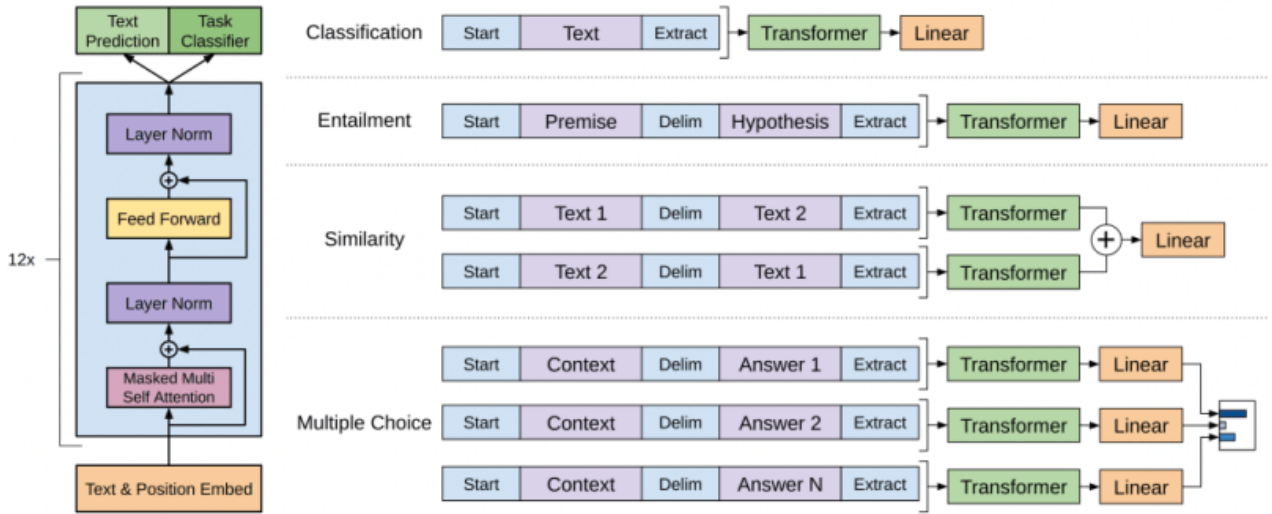 Text
Prediction
Task
Classifier
Layer Norm
Feed Forward
12x
Layer Norm
Masked Multi
Self Attention
Text & Position Embed
Classification
Start Text Extract Transformer Linear
Entailment
Start Premise Delim Hypothesis Extract Transformer Linear
Similarity
Start Text 1 Delim Text 2 Extract Transformer
Start Text 2 Delim Text 1 Extract Transformer
Linear
Multiple Choice
Start Context Delim Answer 1 Extract Transformer Linear
Start Context Delim Answer 2 Extract Transformer Linear
Start Context Delim Answer N Extract Transformer Linear